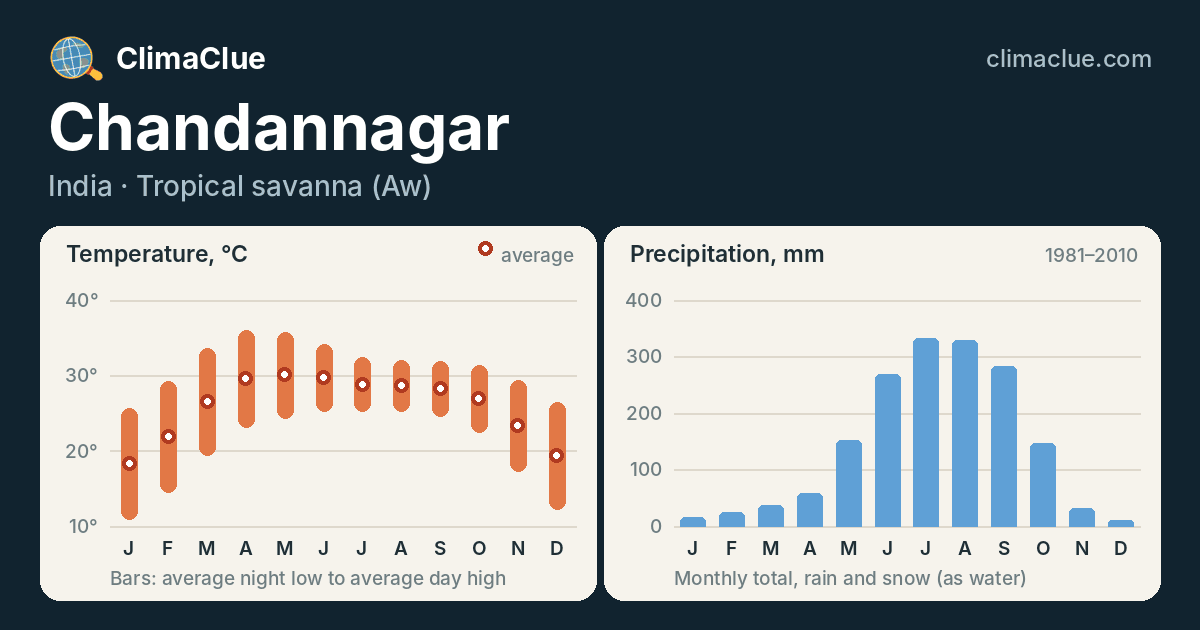 ClimaClue
climaclue.com
Chandannagar
India · Tropical savanna (Aw)
Temperature, °C
average
40°
30°
20°
10°
J F M A M J J A S O N D
Bars: average night low to average day high
Precipitation, mm
1981–2010
400
300
200
100
0
J F M A M J J A S O N D
Monthly total, rain and snow (as water)